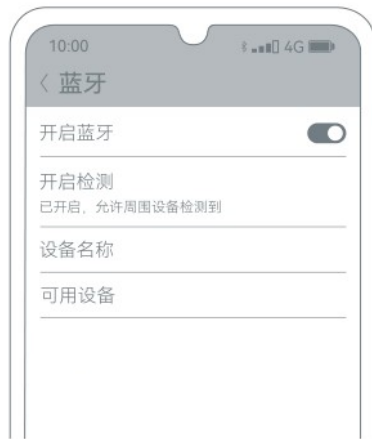 10:00 4G
蓝牙
开启蓝牙
开启检测
已开启，允许周围设备检测到
设备名称
可用设备